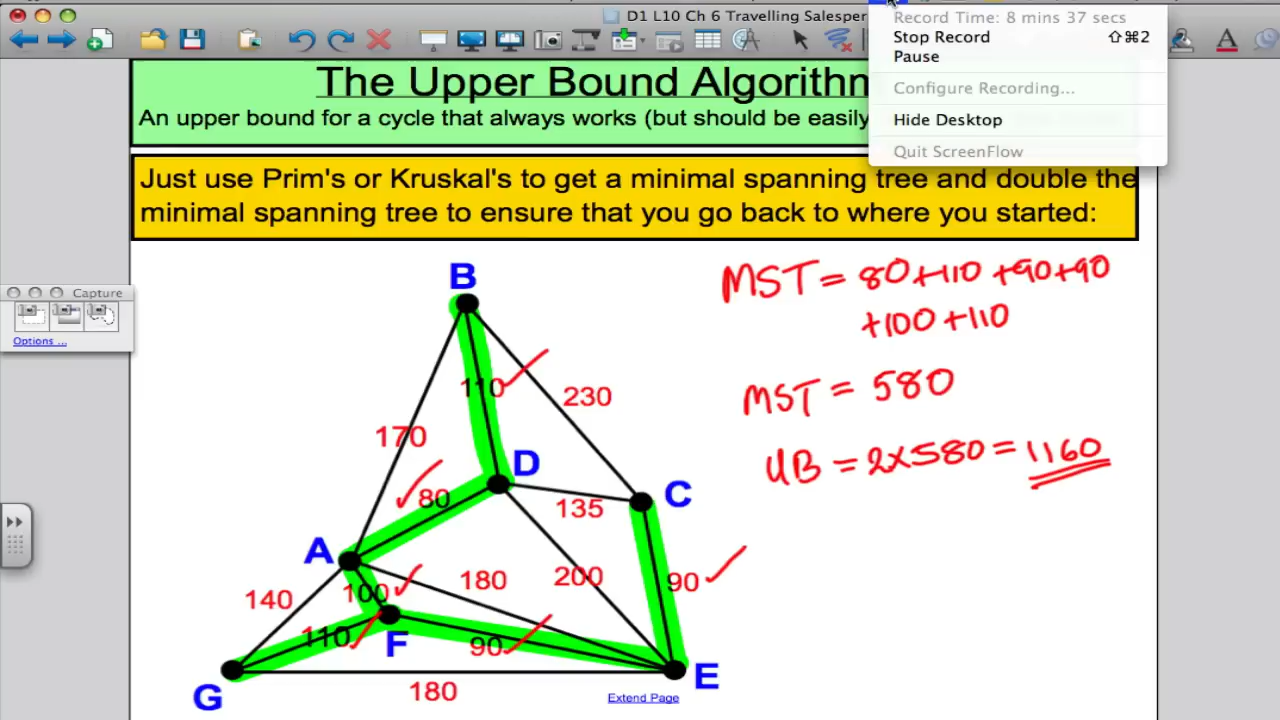 D1 L10 Ch 6 Travelling Salesper
Record Time: 8 mins 37 secs
Stop Record ⇧⌘2
Pause
Configure Recording...
Hide Desktop
Quit ScreenFlow
The Upper Bound Algorithm
An upper bound for a cycle that always works (but should be easily
Just use Prim's or Kruskal's to get a minimal spanning tree and double the
minimal spanning tree to ensure that you go back to where you started:
Capture
Options ...
MST = 80+110+90+90
+100+110
MST = 580
UB = 2×580 = 1160
B
110
230
170
D
80
C
135
A
180
200
90
140
100
110
F
90
G
E
180
Extend Page
A